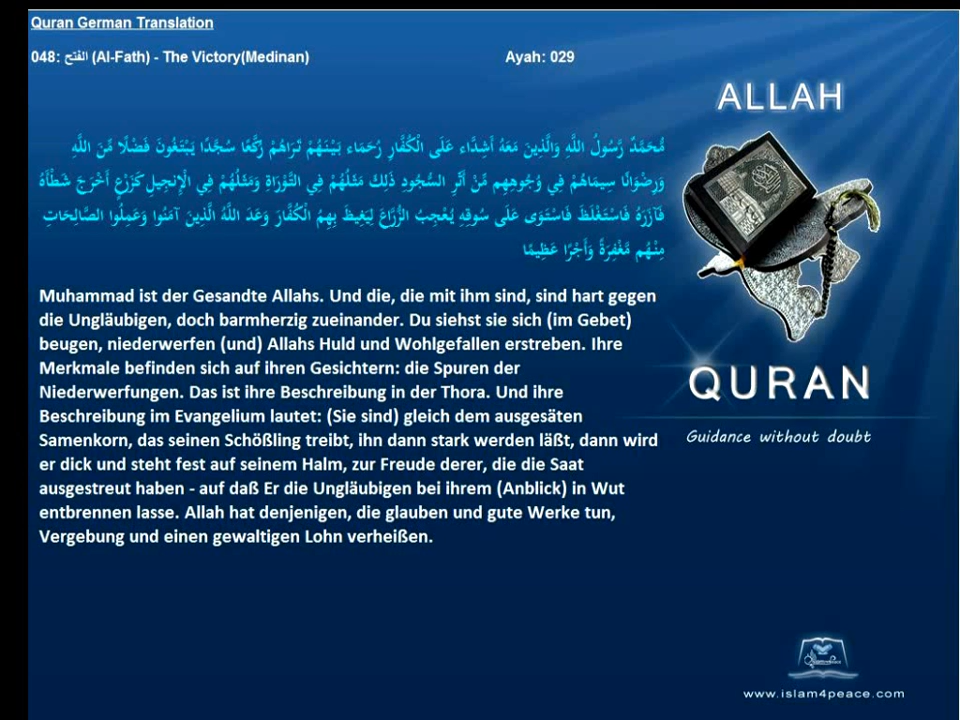 Quran German Translation
048: الفتح (Al-Fath) - The Victory(Medinan)
Ayah: 029
ALLAH
مُّحَمَّدٌ رَّسُولُ اللَّهِ وَالَّذِينَ مَعَهُ أَشِدَّاء عَلَى الْكُفَّارِ رُحَمَاء بَيْنَهُمْ تَرَاهُمْ رُكَّعًا سُجَّدًا يَبْتَغُونَ فَضْلًا مِّنَ اللَّهِ
وَرِضْوَانًا سِيمَاهُمْ فِي وُجُوهِهِم مِّنْ أَثَرِ السُّجُودِ ذَلِكَ مَثَلُهُمْ فِي التَّوْرَاةِ وَمَثَلُهُمْ فِي الْإِنجِيلِ كَزَرْعٍ أَخْرَجَ شَطْأَهُ
فَآزَرَهُ فَاسْتَغْلَظَ فَاسْتَوَى عَلَى سُوقِهِ يُعْجِبُ الزُّرَّاعَ لِيَغِيظَ بِهِمُ الْكُفَّارَ وَعَدَ اللَّهُ الَّذِينَ آمَنُوا وَعَمِلُوا الصَّالِحَاتِ
مِنْهُم مَّغْفِرَةً وَأَجْرًا عَظِيمًا
Muhammad ist der Gesandte Allahs. Und die, die mit ihm sind, sind hart gegen
die Ungläubigen, doch barmherzig zueinander. Du siehst sie sich (im Gebet)
beugen, niederwerfen (und) Allahs Huld und Wohlgefallen erstreben. Ihre
Merkmale befinden sich auf ihren Gesichtern: die Spuren der
Niederwerfungen. Das ist ihre Beschreibung in der Thora. Und ihre
Beschreibung im Evangelium lautet: (Sie sind) gleich dem ausgesäten
Samenkorn, das seinen Schößling treibt, ihn dann stark werden läßt, dann wird
er dick und steht fest auf seinem Halm, zur Freude derer, die die Saat
ausgestreut haben - auf daß Er die Ungläubigen bei ihrem (Anblick) in Wut
entbrennen lasse. Allah hat denjenigen, die glauben und gute Werke tun,
Vergebung und einen gewaltigen Lohn verheißen.
QURAN
Guidance without doubt
www.islam4peace.com